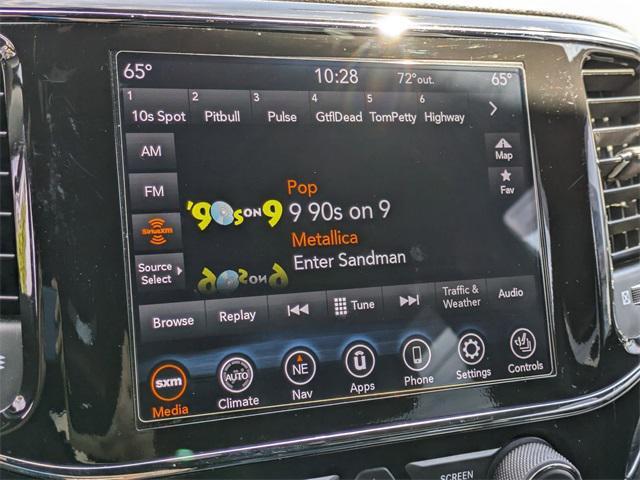 65° 10:28 72°out. 65°
1 2 3 4 5 6
10s Spot Pitbull Pulse GtflDead TomPetty Highway
AM
Map
FM
Fav
SiriusXM
'90s ON 9
Pop
9 90s on 9
Metallica
Enter Sandman
Source
Select
Browse Replay Tune Traffic &
Weather Audio
sxm AUTO NE
Media Climate Nav Apps Phone Settings Controls
SCREEN